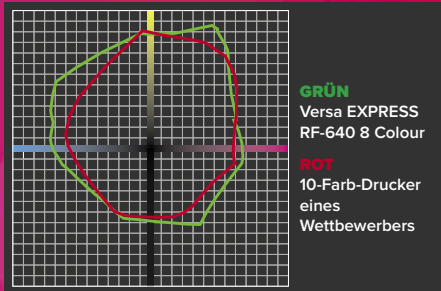 GRÜN
Versa EXPRESS
RF-640 8 Colour
ROT
10-Farb-Drucker
eines
Wettbewerbers